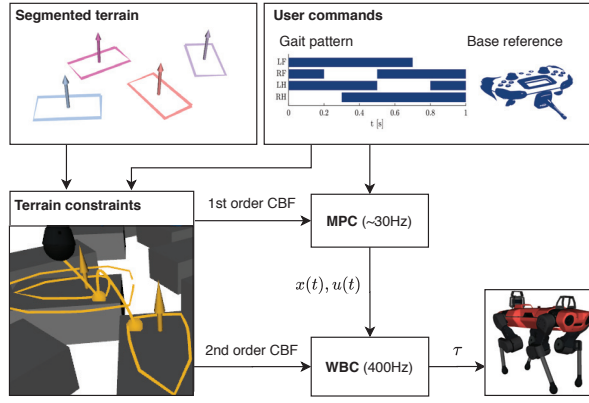 Segmented terrain
User commands
Gait pattern
Base reference
LF
RF
LH
RH
0 0.2 0.4 0.6 0.8 1
t [s]
Terrain constraints
1st order CBF
MPC (~30Hz)
x(t), u(t)
2nd order CBF
WBC (400Hz)
τ